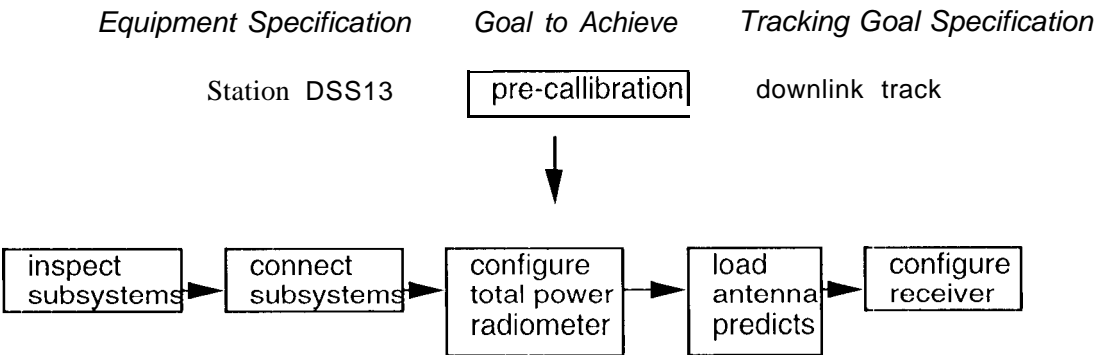 Equipment Specification Goal to Achieve Tracking Goal Specification
Station DSS13 pre-callibration downlink track
inspect
subsystems
connect
subsystems
configure
total power
radiometer
load
antenna
predicts
configure
receiver